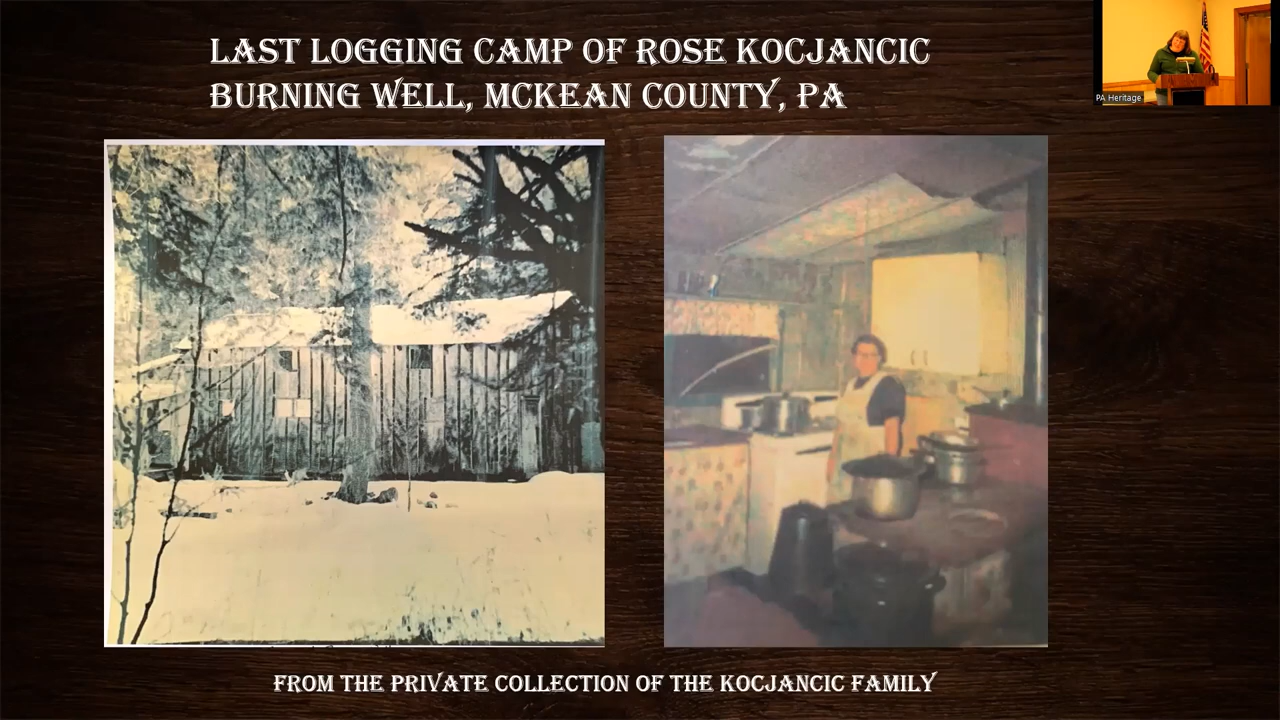 LAST LOGGING CAMP OF ROSE KOCJANCIC
BURNING WELL, MCKEAN COUNTY, PA
PA Heritage
FROM THE PRIVATE COLLECTION OF THE KOCJANCIC FAMILY